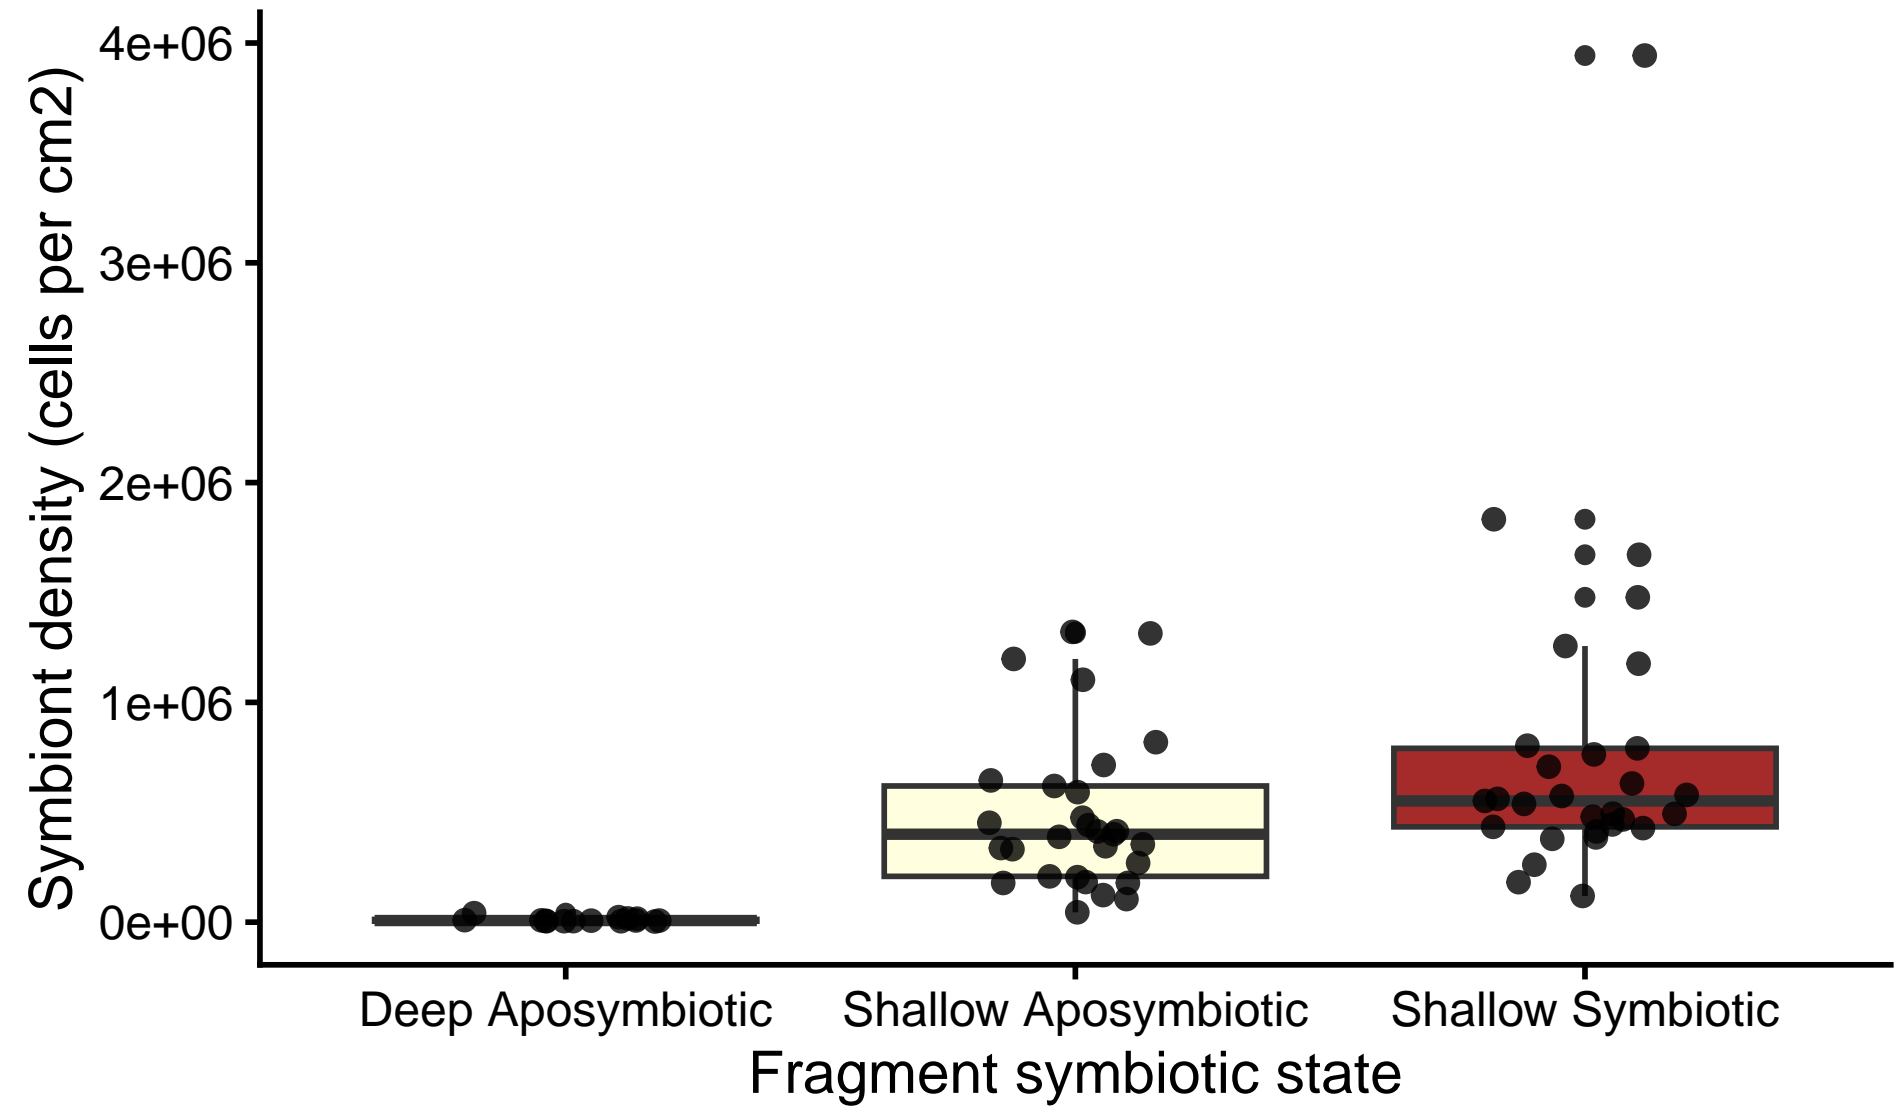 Symbiont density (cells per cm2)
4e+06
3e+06
2e+06
1e+06
0e+00
Deep Aposymbiotic
Shallow Aposymbiotic
Shallow Symbiotic
Fragment symbiotic state